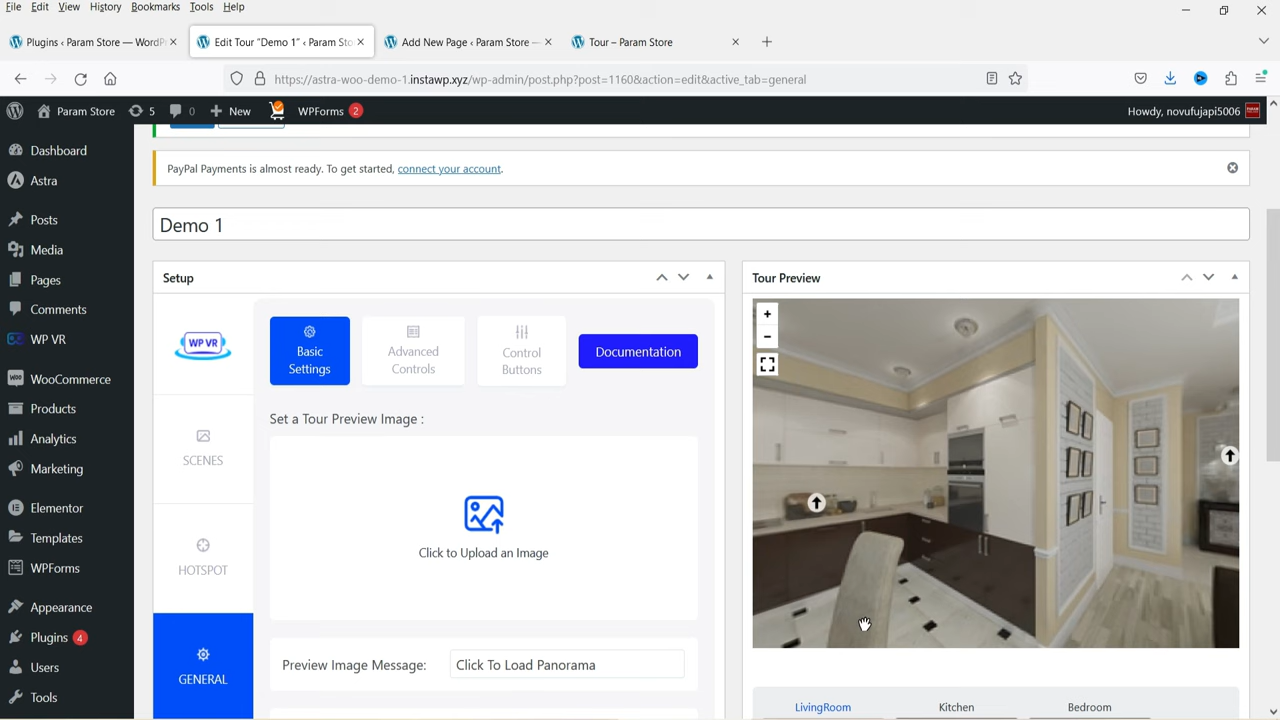 File Edit View History Bookmarks Tools Help
Plugins ‹ Param Store — WordP
Edit Tour "Demo 1" ‹ Param Sto
Add New Page ‹ Param Store —
Tour – Param Store
https://astra-woo-demo-1.instawp.xyz/wp-admin/post.php?post=1160&action=edit&active_tab=general
Param Store 5 0 New WPForms 2 Howdy, novufujapi5006
Dashboard
Astra
Posts
Media
Pages
Comments
WP VR
WooCommerce
Products
Analytics
Marketing
Elementor
Templates
WPForms
Appearance
Plugins 4
Users
Tools
PayPal Payments is almost ready. To get started, connect your account.
Demo 1
Setup
WP VR
SCENES
HOTSPOT
GENERAL
Basic
Settings
Advanced
Controls
Control
Buttons
Documentation
Set a Tour Preview Image :
Click to Upload an Image
Preview Image Message: Click To Load Panorama
Tour Preview
+
−
LivingRoom Kitchen Bedroom